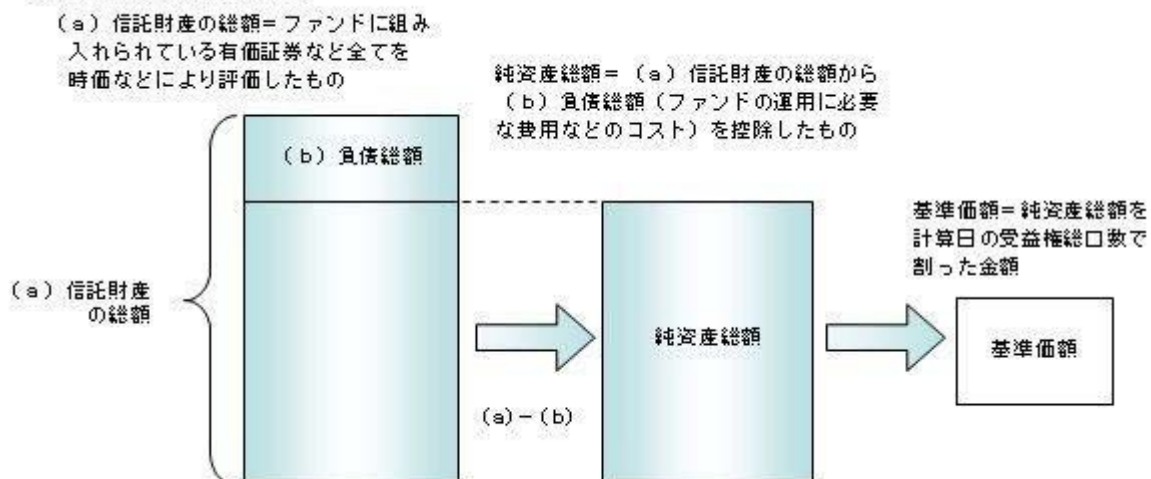 （a）信託財産の総額＝ファンドに組み
入れられている有価証券など全てを
時価などにより評価したもの
純資産総額＝（a）信託財産の総額から
（b）負債総額（ファンドの運用に必要
な費用などのコスト）を控除したもの
（b）負債総額
基準価額＝純資産総額を
計算日の受益権総口数で
割った金額
（a）信託財産
の総額
純資産総額
基準価額
（a）－（b）